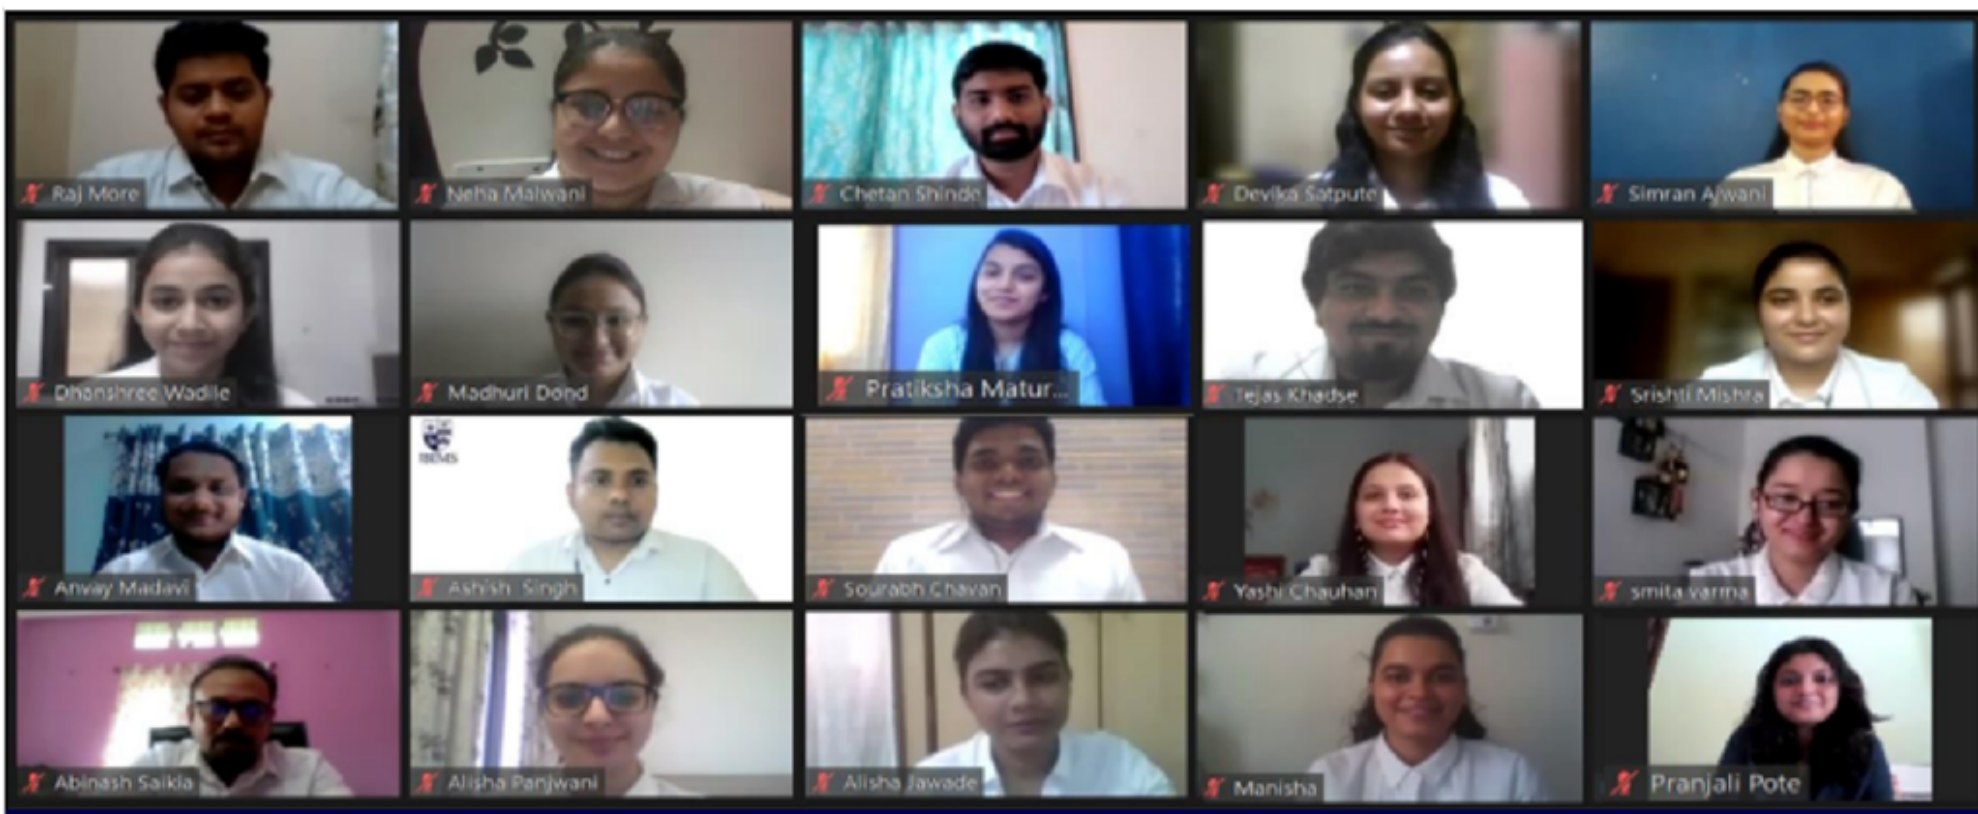 Raj More
Neha Malwani
Chetan Shinde
Devika Satpute
Simran Ajwani
Dhanshree Wadile
Madhuri Dond
Pratiksha Matur...
Tejas Khadse
Srishti Mishra
Anvay Madavi
Ashish Singh
Sourabh Chavan
Yashi Chauhan
smita varma
Abinash Saikia
Alisha Panjwani
Alisha Jawade
Manisha
Pranjali Pote